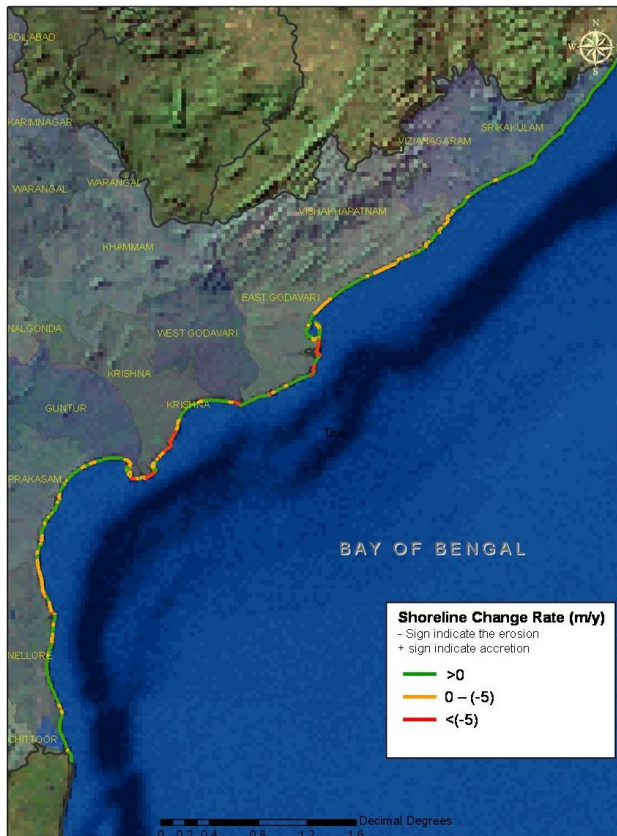 N
W
S
ADILABAD
SRIKAKULAM
KARIMNAGAR
VIZIANAGARAM
WARANGAL
WARANGAL
VISHAKHAPATNAM
KHAMMAM
EAST GODAVARI
NALGONDA
WEST GODAVARI
KRISHNA
GUNTUR
KRISHNA
Text
PRAKASAM
BAY OF BENGAL
Shoreline Change Rate (m/y)
- Sign indicate the erosion
+ sign indicate accretion
>0
0 – (-5)
<(-5)
NELLORE
CHITTOOR
Decimal Degrees
0 0.20.4 0.8 1.2 1.6